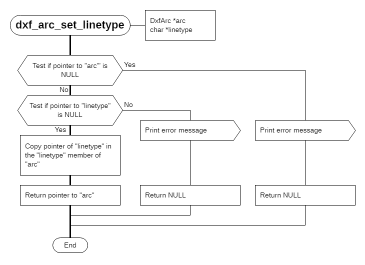 dxf_arc_set_linetype
DxfArc *arc
char *linetype
Test if pointer to "arc" is
NULL
Yes
No
Test if pointer to "linetype"
is NULL
No
Yes
Print error message
Print error message
Copy pointer of "linetype" in
the "linetype" member of
"arc"
Return pointer to "arc"
Return NULL
Return NULL
End